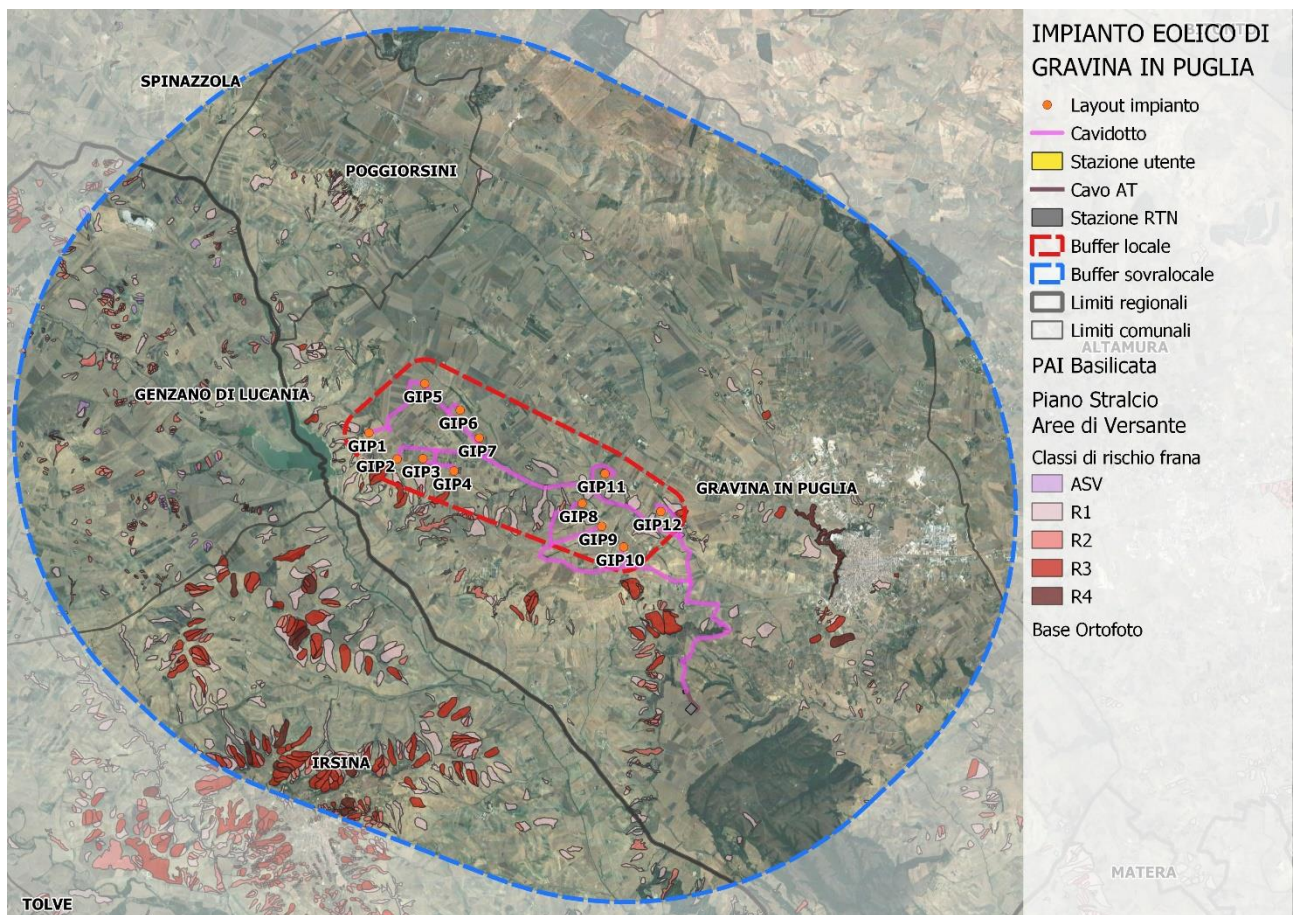 SPINAZZOLA
POGGIORSINI
GENZANO DI LUCANIA
GIP5
GIP6
GIP1
GIP7
GIP2
GIP3
GIP4
GIP11
GRAVINA IN PUGLIA
GIP8
GIP12
GIP9
GIP10
IRSINA
TOLVE
BITONTO
IMPIANTO EOLICO DI
GRAVINA IN PUGLIA
Layout impianto
Cavidotto
Stazione utente
Cavo AT
Stazione RTN
Buffer locale
Buffer sovralocale
Limiti regionali
Limiti comunali
ALTAMURA
PAI Basilicata
Piano Stralcio
Aree di Versante
Classi di rischio frana
ASV
R1
R2
R3
R4
Base Ortofoto
MATERA